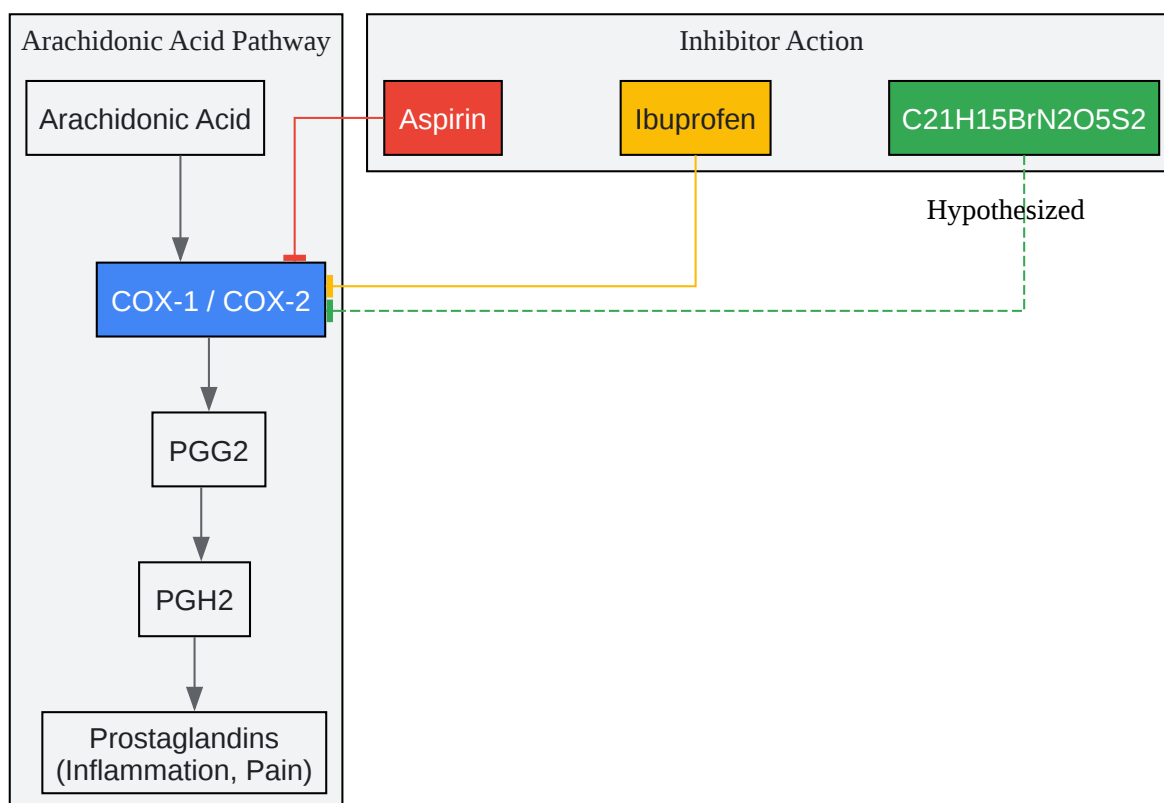 Arachidonic Acid Pathway
Inhibitor Action
Arachidonic Acid
Aspirin
Ibuprofen
C21H15BrN2O5S2
Hypothesized
COX-1 / COX-2
PGG2
PGH2
Prostaglandins
(Inflammation, Pain)